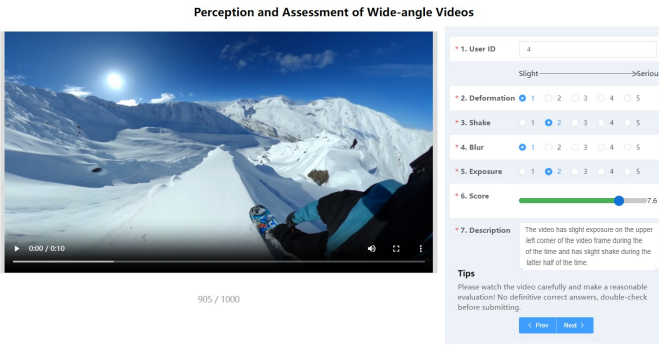 Perception and Assessment of Wide-angle Videos
* 1. User ID 4
Slight Seriou
* 2. Deformation 1 2 3 4 5
* 3. Shake 1 2 3 4 5
* 4. Blur 1 2 3 4 5
* 5. Exposure 1 2 3 4 5
* 6. Score 7.6
* 7. Description The video has slight exposure on the upper
left corner of the video frame during the
of the time and has slight shake during the
latter half of the time.
0:00 / 0:10
905 / 1000
Tips
Please watch the video carefully and make a reasonable
evaluation! No definitive correct answers, double-check
before submitting.
< Prev Next >